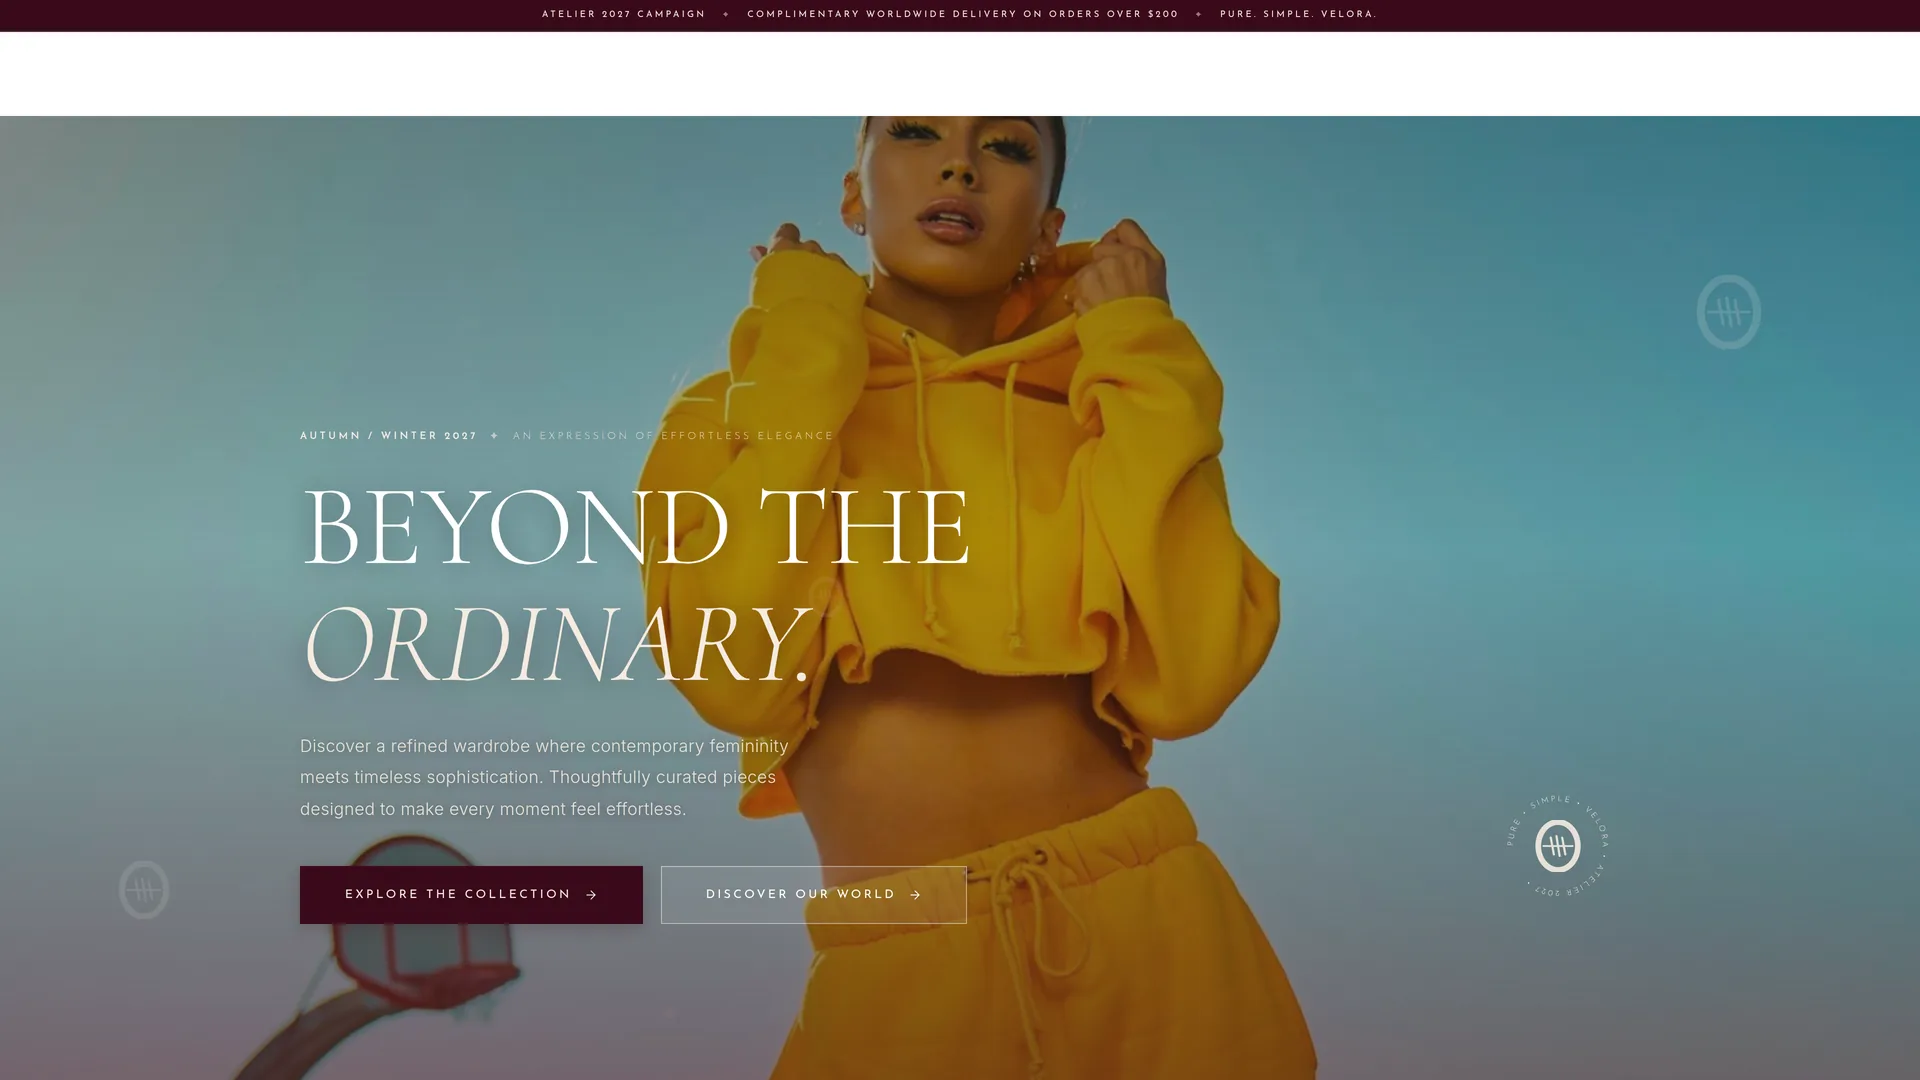 ATELIER 2027 CAMPAIGN ✦ COMPLIMENTARY WORLDWIDE DELIVERY ON ORDERS OVER $200 ✦ PURE. SIMPLE. VELORA.
AUTUMN / WINTER 2027 ✦ AN EXPRESSION OF EFFORTLESS ELEGANCE
BEYOND THE
ORDINARY.
Discover a refined wardrobe where contemporary femininity
meets timeless sophistication. Thoughtfully curated pieces
designed to make every moment feel effortless.
EXPLORE THE COLLECTION →
DISCOVER OUR WORLD →
PURE • SIMPLE • VELORA • ATELIER 2027 •